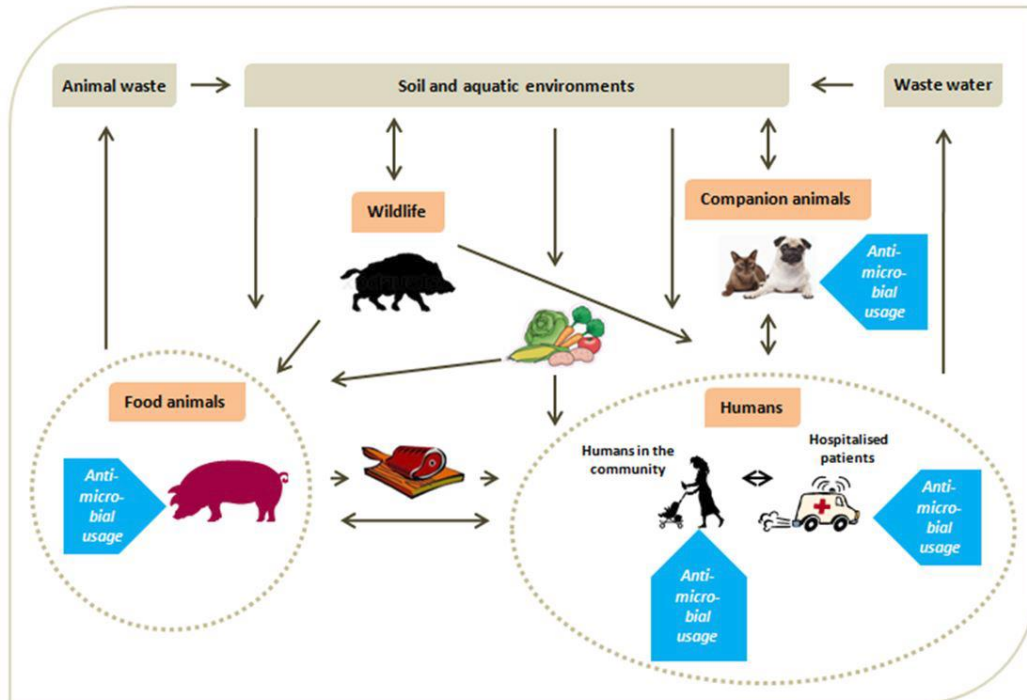 Animal waste
Soil and aquatic environments
Waste water
Wildlife
Companion animals
Anti-
micro-
bial
usage
Food animals
Humans
Humans in the
community
Hospitalised
patients
Anti-
micro-
bial
usage
Anti-
micro-
bial
usage
Anti-
micro-
bial
usage